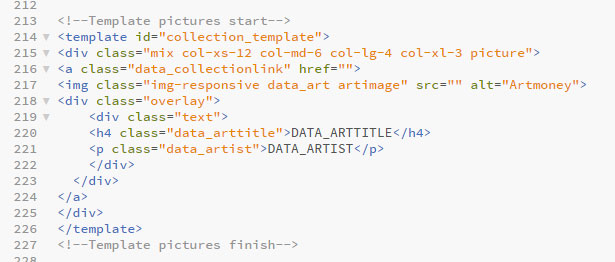 212
213 <!--Template pictures start-->
214 <template id="collection_template">
215 <div class="mix col-xs-12 col-md-6 col-lg-4 col-xl-3 picture">
216 <a class="data_collectionlink" href="">
217 <img class="img-responsive data_art artimage" src="" alt="Artmoney">
218 <div class="overlay">
219 <div class="text">
220 <h4 class="data_arttitle">DATA_ARTTITLE</h4>
221 <p class="data_artist">DATA_ARTIST</p>
222 </div>
223 </div>
224 </a>
225 </div>
226 </template>
227 <!--Template pictures finish-->
228